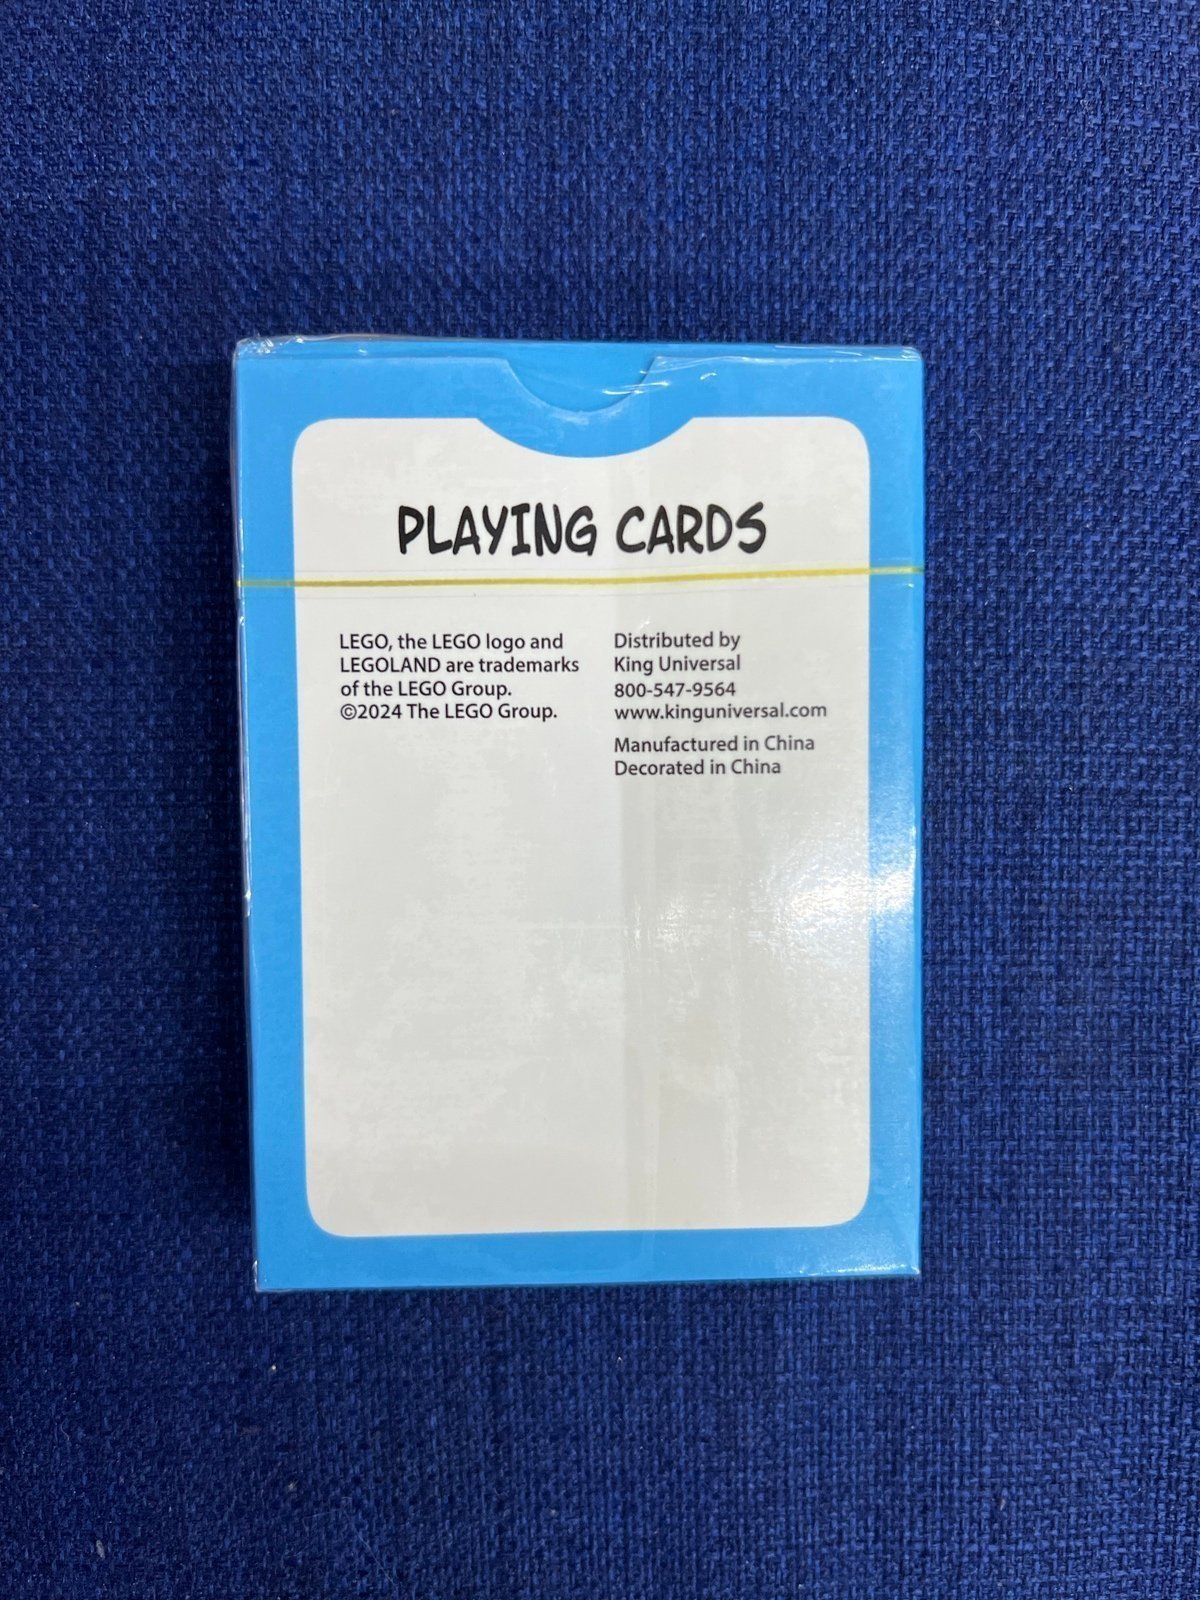 PLAYING CARDS
LEGO, the LEGO logo and
LEGOLAND are trademarks
of the LEGO Group.
©2024 The LEGO Group.
Distributed by
King Universal
800-547-9564
www.kinguniversal.com
Manufactured in China
Decorated in China